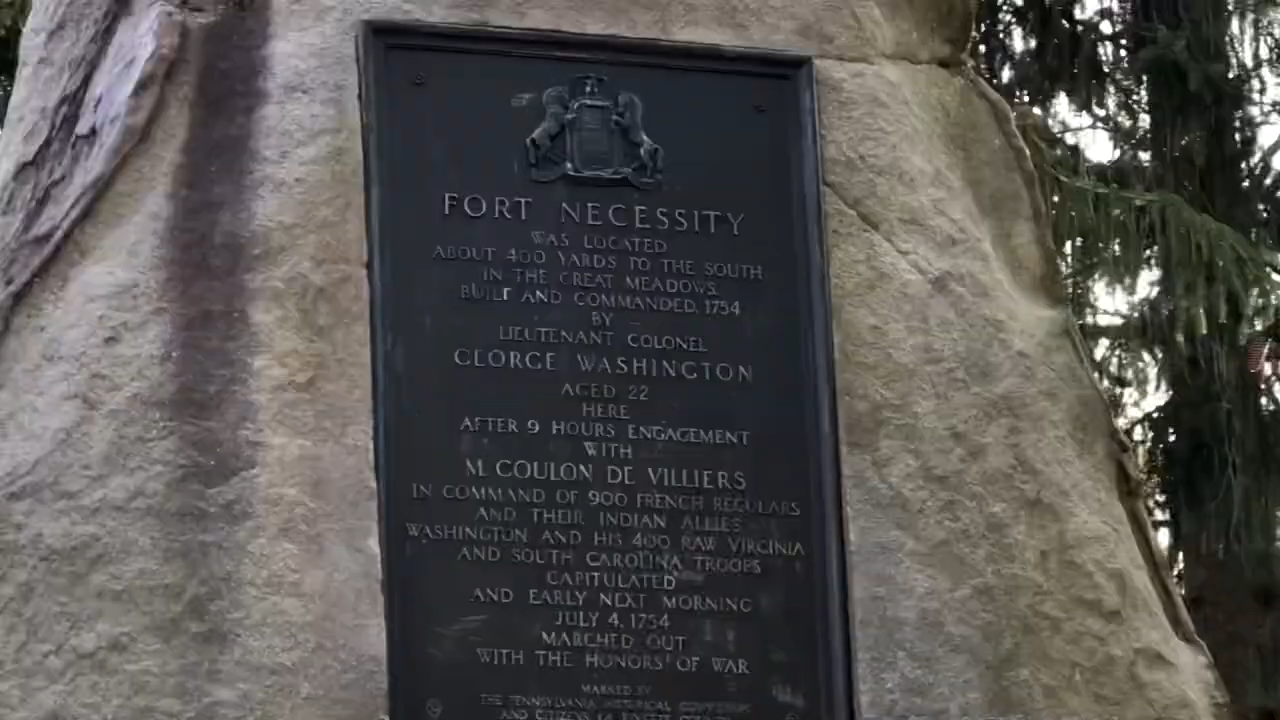 FORT NECESSITY
WAS LOCATED
ABOUT 400 YARDS TO THE SOUTH
IN THE GREAT MEADOWS.
BUILT AND COMMANDED, 1754
BY
LIEUTENANT COLONEL
GEORGE WASHINGTON
AGED 22
HERE
AFTER 9 HOURS ENGAGEMENT
WITH
M. COULON DE VILLIERS
IN COMMAND OF 900 FRENCH REGULARS
AND THEIR INDIAN ALLIES
WASHINGTON AND HIS 400 RAW VIRGINIA
AND SOUTH CAROLINA TROOPS
CAPITULATED
AND EARLY NEXT MORNING
JULY 4, 1754
MARCHED OUT
WITH THE HONORS OF WAR
MARKED BY
THE PENNSYLVANIA HISTORICAL COMMISSION
AND CITIZENS